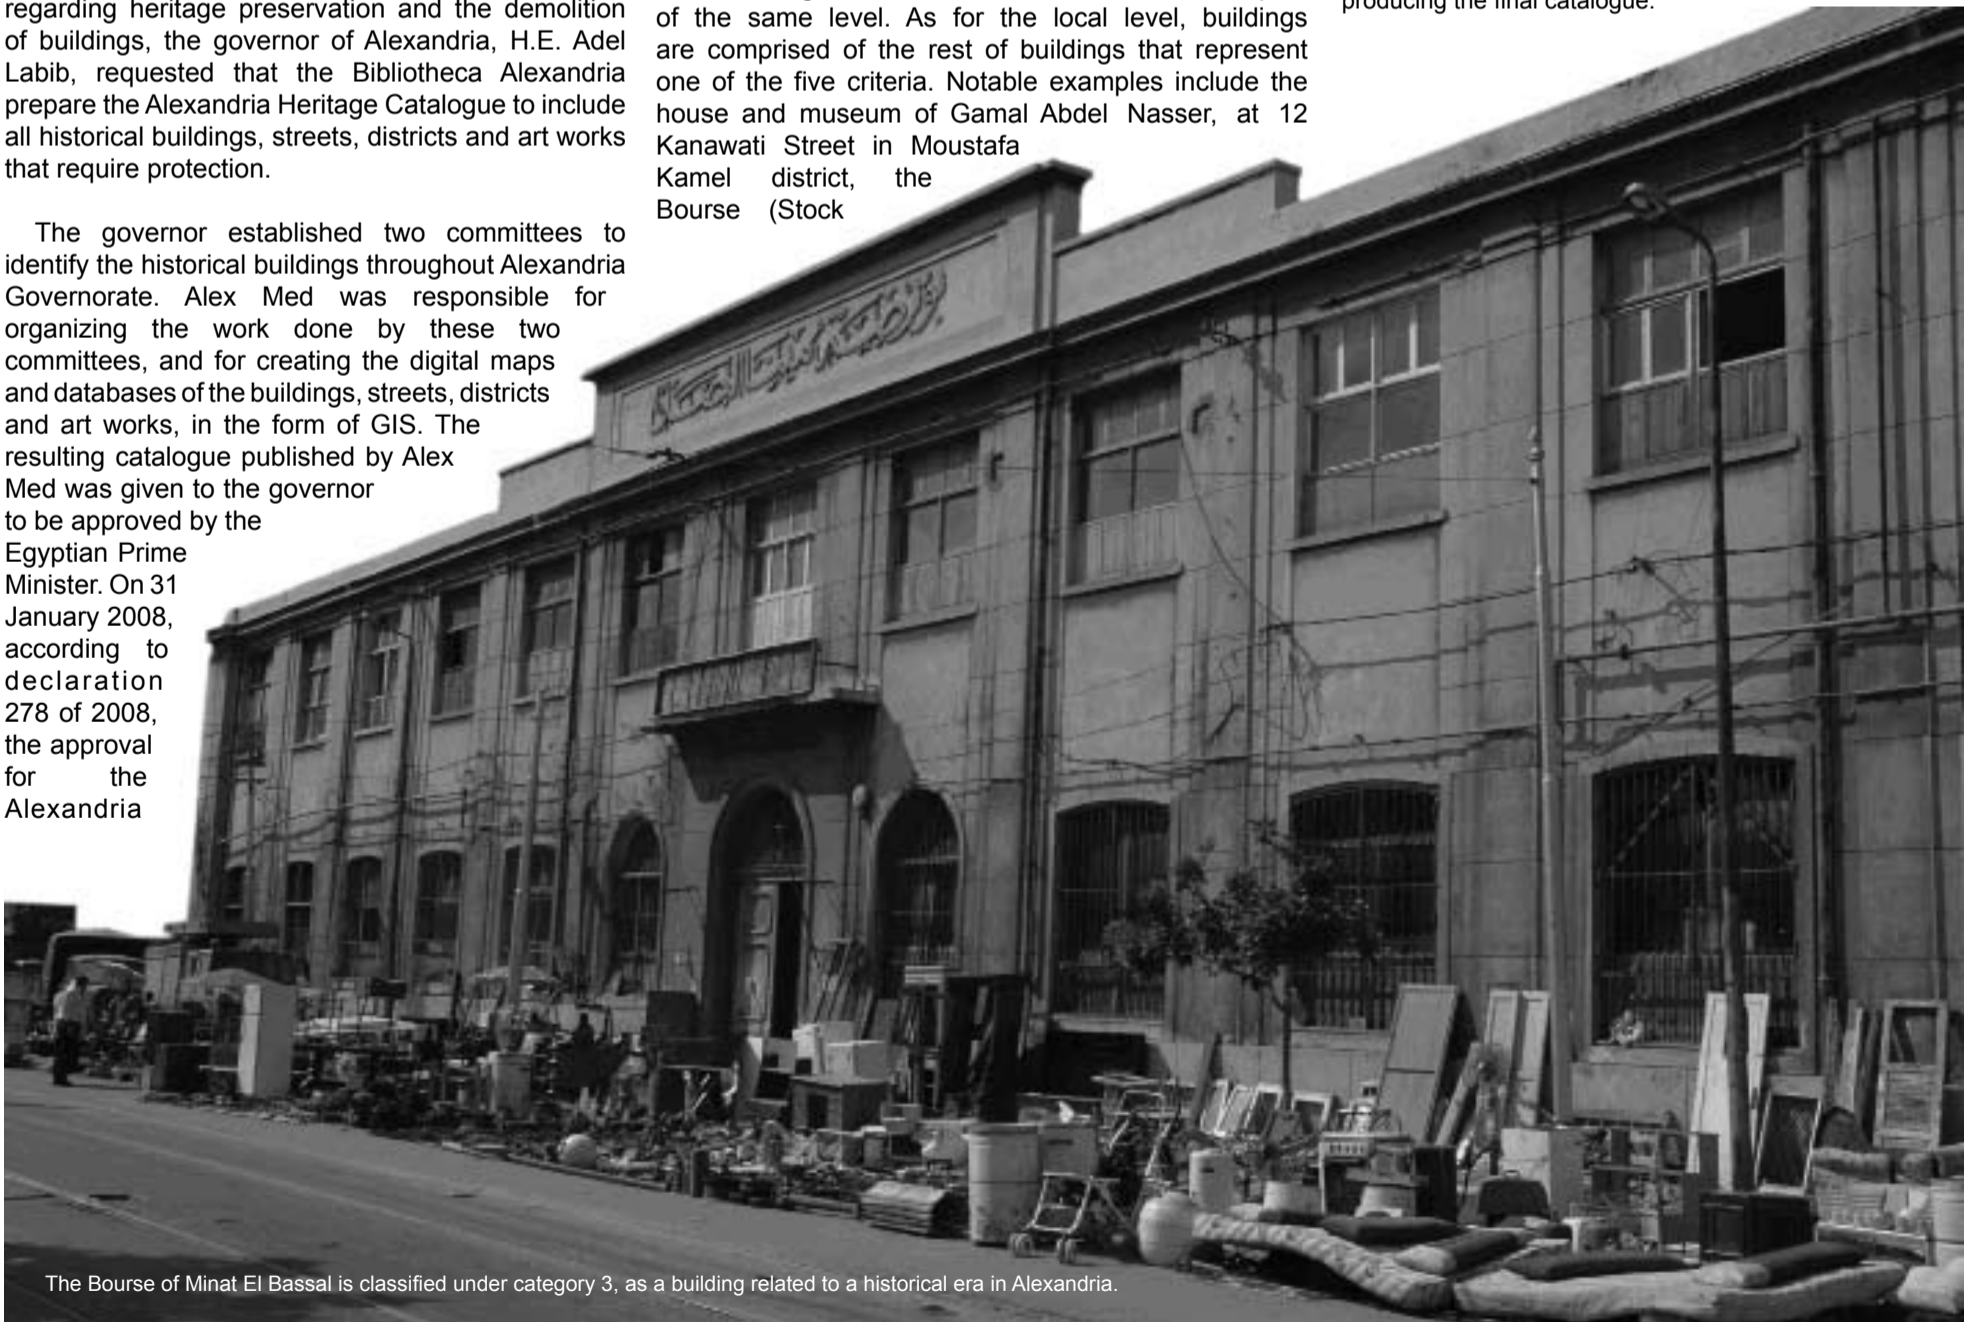 regarding heritage preservation and the demolition
of buildings, the governor of Alexandria, H.E. Adel
Labib, requested that the Bibliotheca Alexandria
prepare the Alexandria Heritage Catalogue to include
all historical buildings, streets, districts and art works
that require protection.
The governor established two committees to
identify the historical buildings throughout Alexandria
Governorate. Alex Med was responsible for
organizing the work done by these two
committees, and for creating the digital maps
and databases of the buildings, streets, districts
and art works, in the form of GIS. The
resulting catalogue published by Alex
Med was given to the governor
to be approved by the
Egyptian Prime
Minister. On 31
January 2008,
according to
declaration
278 of 2008,
the approval
for the
Alexandria
of the same level. As for the local level, buildings
are comprised of the rest of buildings that represent
one of the five criteria. Notable examples include the
house and museum of Gamal Abdel Nasser, at 12
Kanawati Street in Moustafa
Kamel district, the
Bourse (Stock
producing the final catalogue.
بورصة مينا البصل
The Bourse of Minat El Bassal is classified under category 3, as a building related to a historical era in Alexandria.